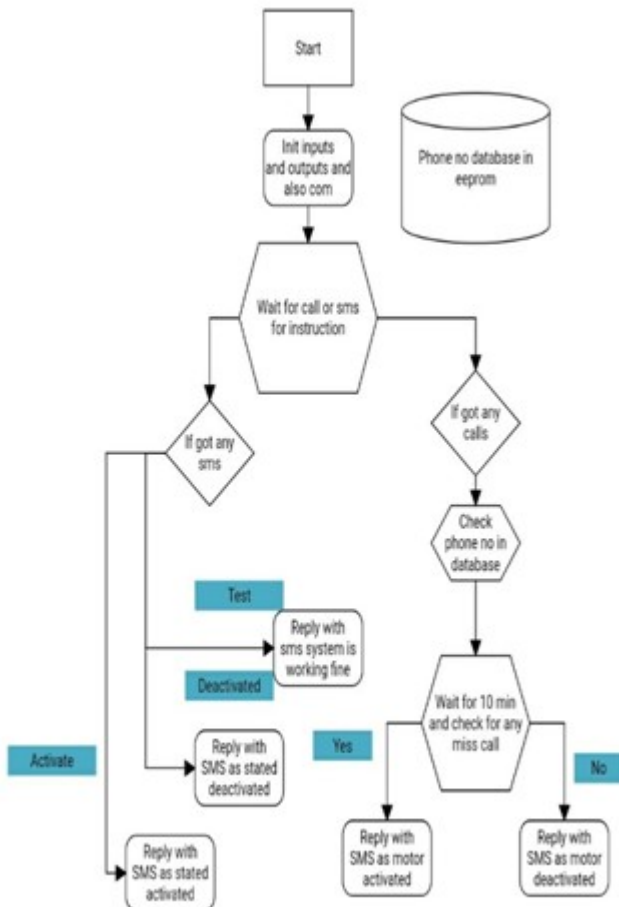 Start
Init inputs
and outputs and
also com
Phone no database in
eeprom
Wait for call or sms
for instruction
If got any
sms
If got any
calls
Check
phone no in
database
Test
Reply with
sms system is
working fine
Deactivated
Reply with
SMS as stated
deactivated
Activate
Reply with
SMS as stated
activated
Wait for 10 min
and check for any
miss call
Yes
No
Reply with
SMS as motor
activated
Reply with
SMS as motor
deactivated